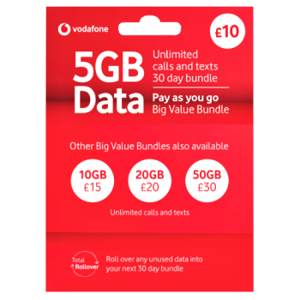 vodafone
£10
5GB
Data
Unlimited
calls and texts
30 day bundle
Pay as you go
Big Value Bundle
Other Big Value Bundles also available
10GB
£15
20GB
£20
50GB
£30
Unlimited calls and texts
Total
Rollover
Roll over any unused data into
your next 30 day bundle